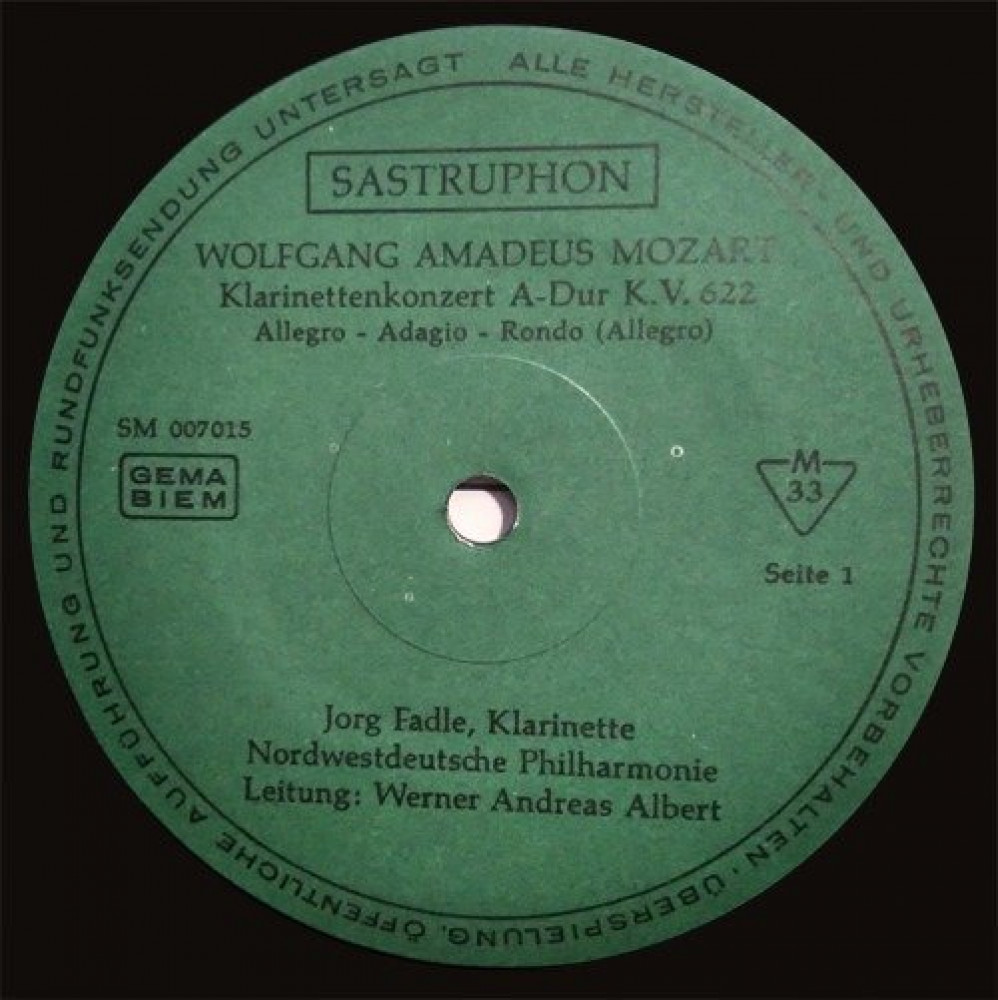 ALLE HERSTELLER- UND URHEBERRECHTE VORBEHALTEN · ÜBERSPIELUNG, ÖFFENTLICHE AUFFÜHRUNG UND RUNDFUNKSENDUNG UNTERSAGT
SASTRUPHON
WOLFGANG AMADEUS MOZART
Klarinettenkonzert A-Dur K.V. 622
Allegro - Adagio - Rondo (Allegro)
SM 007015
GEMA
BIEM
M
33
Seite 1
Jorg Fadle, Klarinette
Nordwestdeutsche Philharmonie
Leitung: Werner Andreas Albert